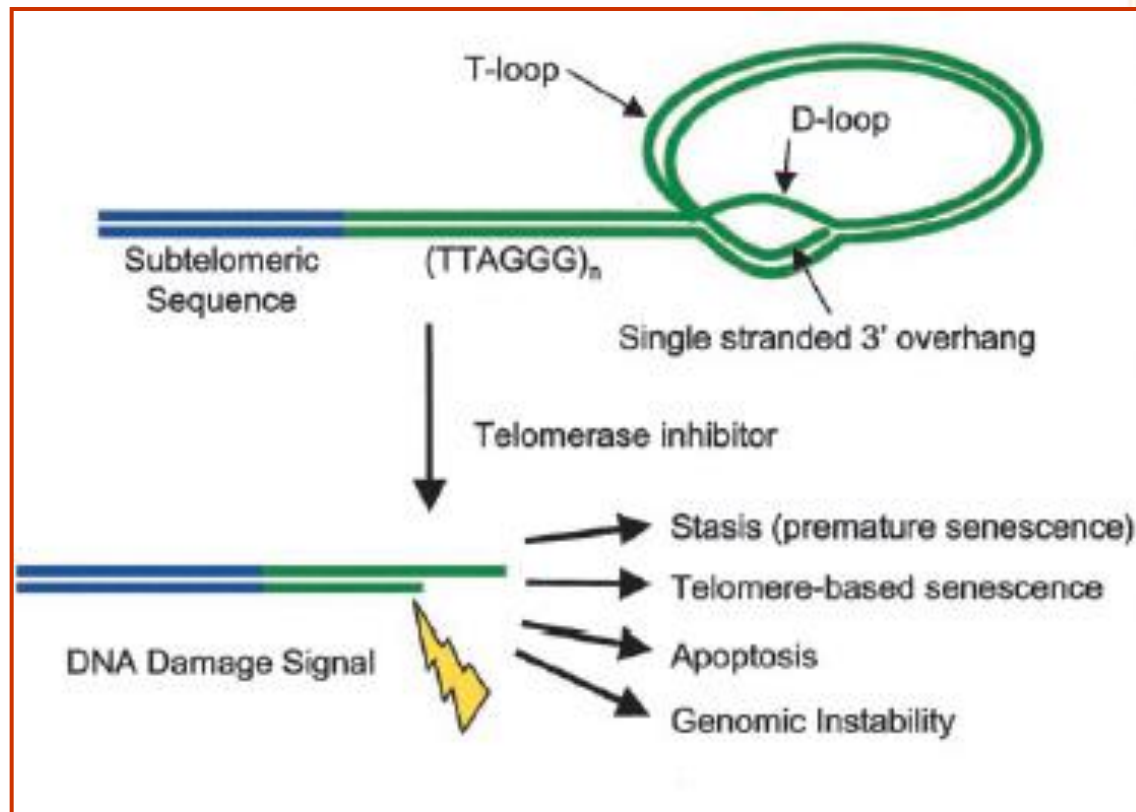 T-loop
D-loop
Subtelomeric
Sequence
(TTAGGG)n
Single stranded 3' overhang
Telomerase inhibitor
Stasis (premature senescence)
Telomere-based senescence
DNA Damage Signal
Apoptosis
Genomic Instability